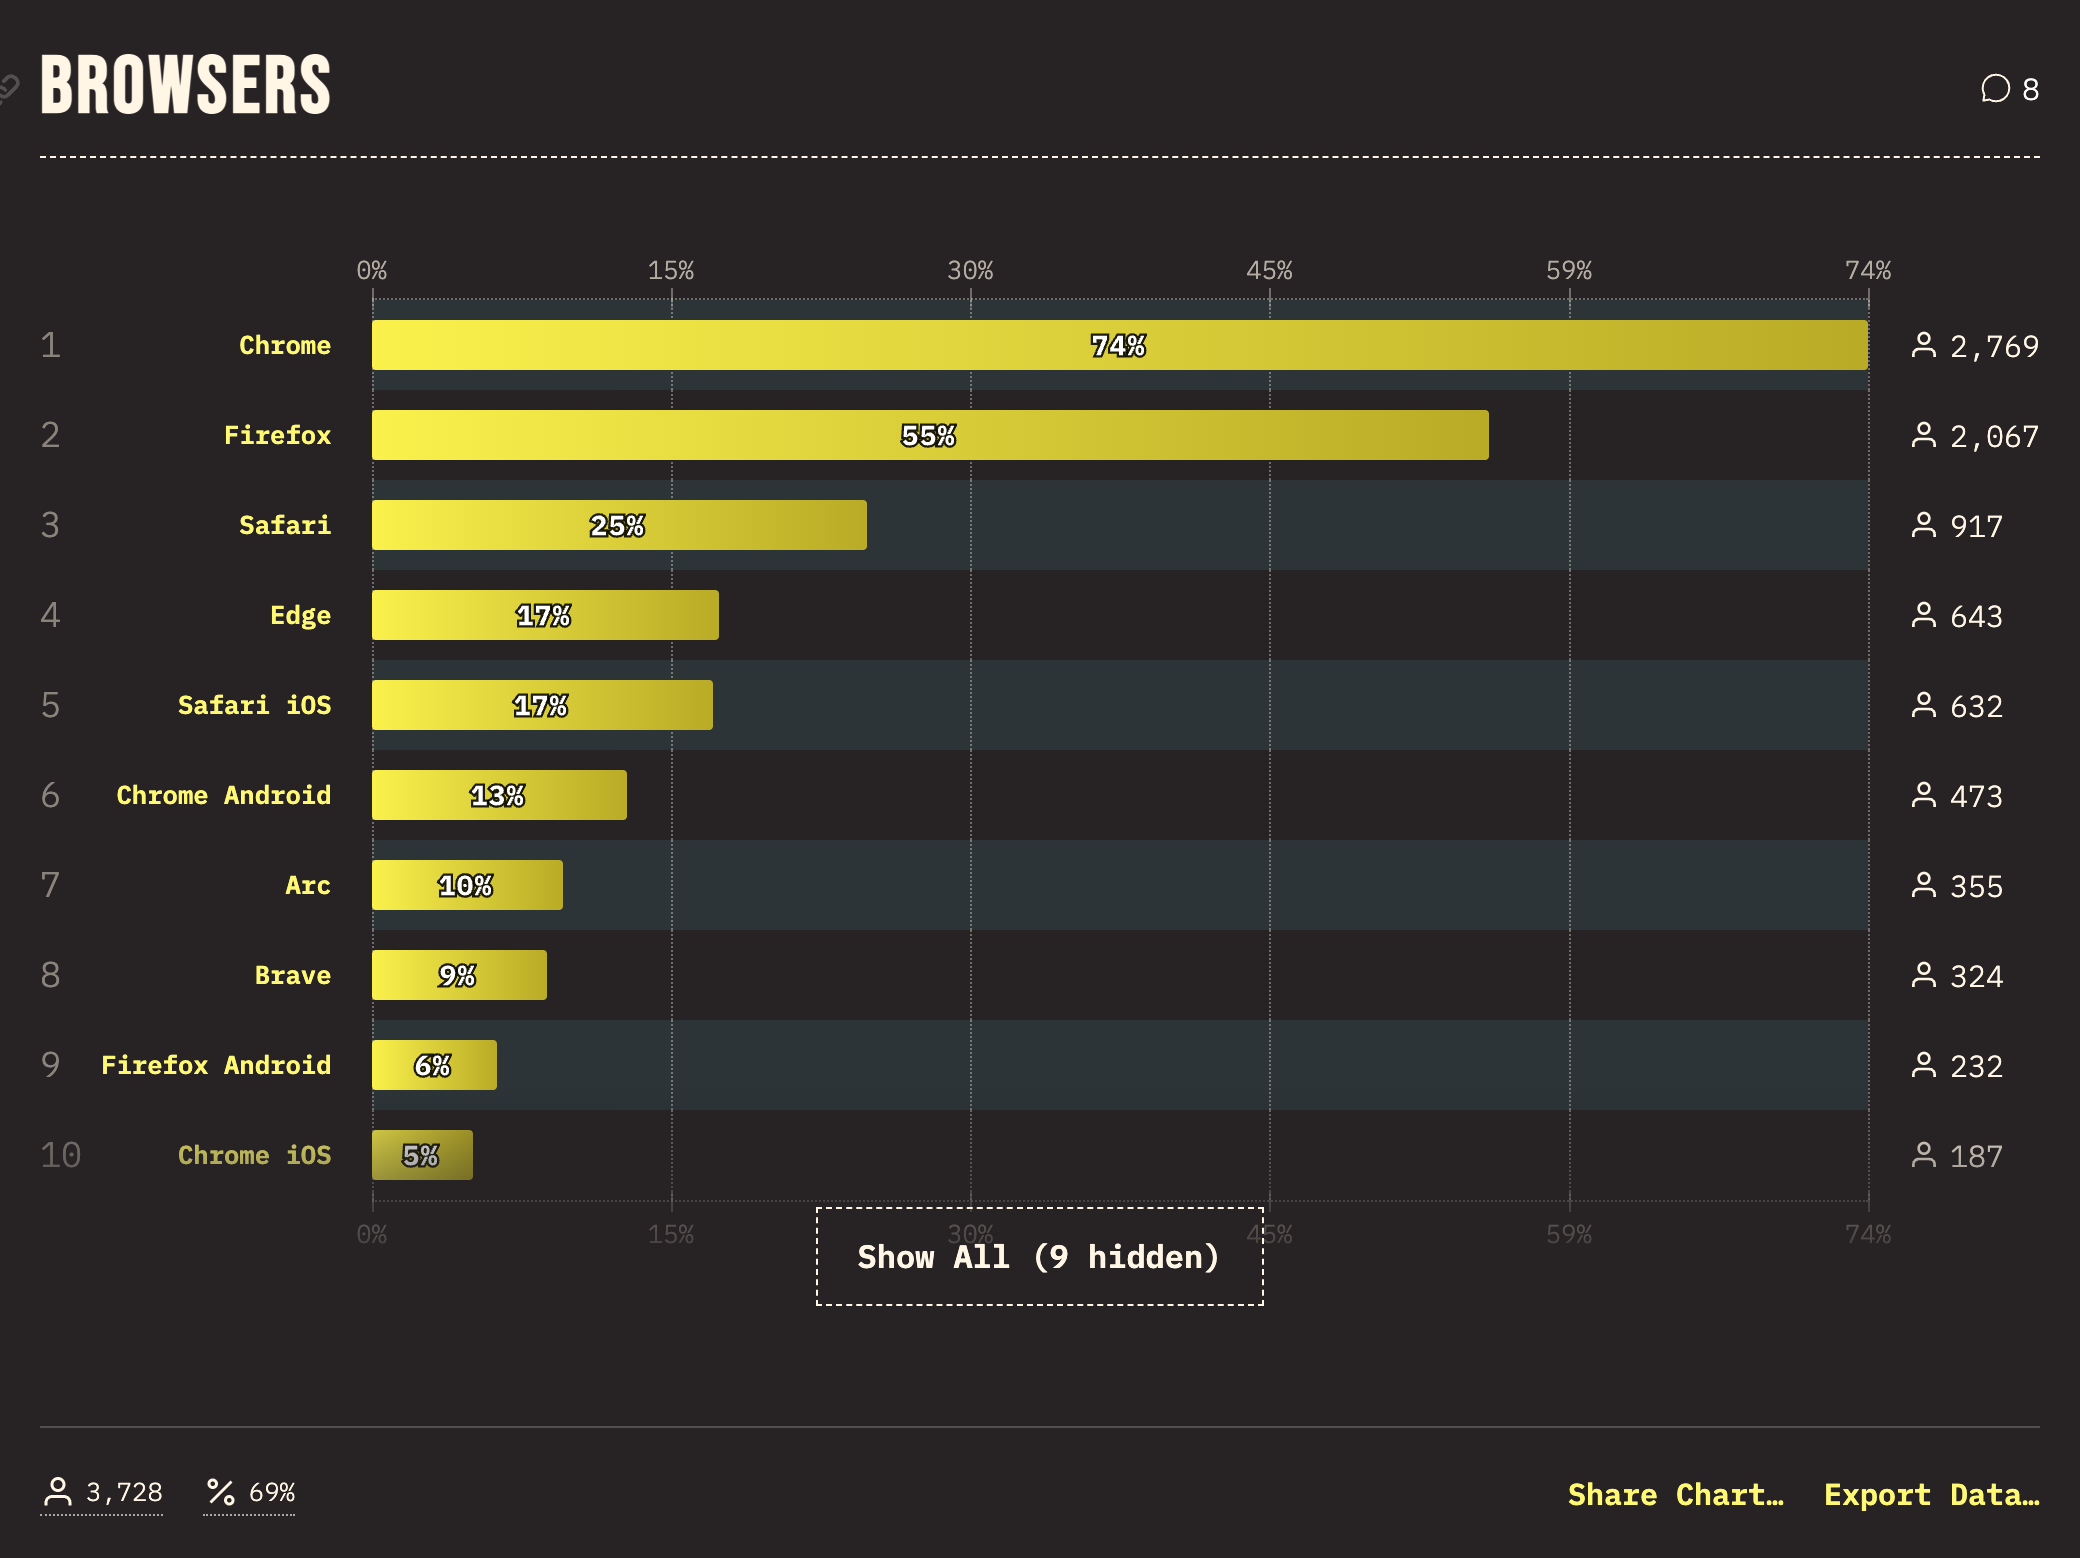 BROWSERS
8
0% 15% 30% 45% 59% 74%
1 Chrome 74% 2,769
2 Firefox 55% 2,067
3 Safari 25% 917
4 Edge 17% 643
5 Safari iOS 17% 632
6 Chrome Android 13% 473
7 Arc 10% 355
8 Brave 9% 324
9 Firefox Android 6% 232
10 Chrome iOS 5% 187
0% 15% 30% 45% 59% 74%
Show All (9 hidden)
3,728 % 69% Share Chart… Export Data…